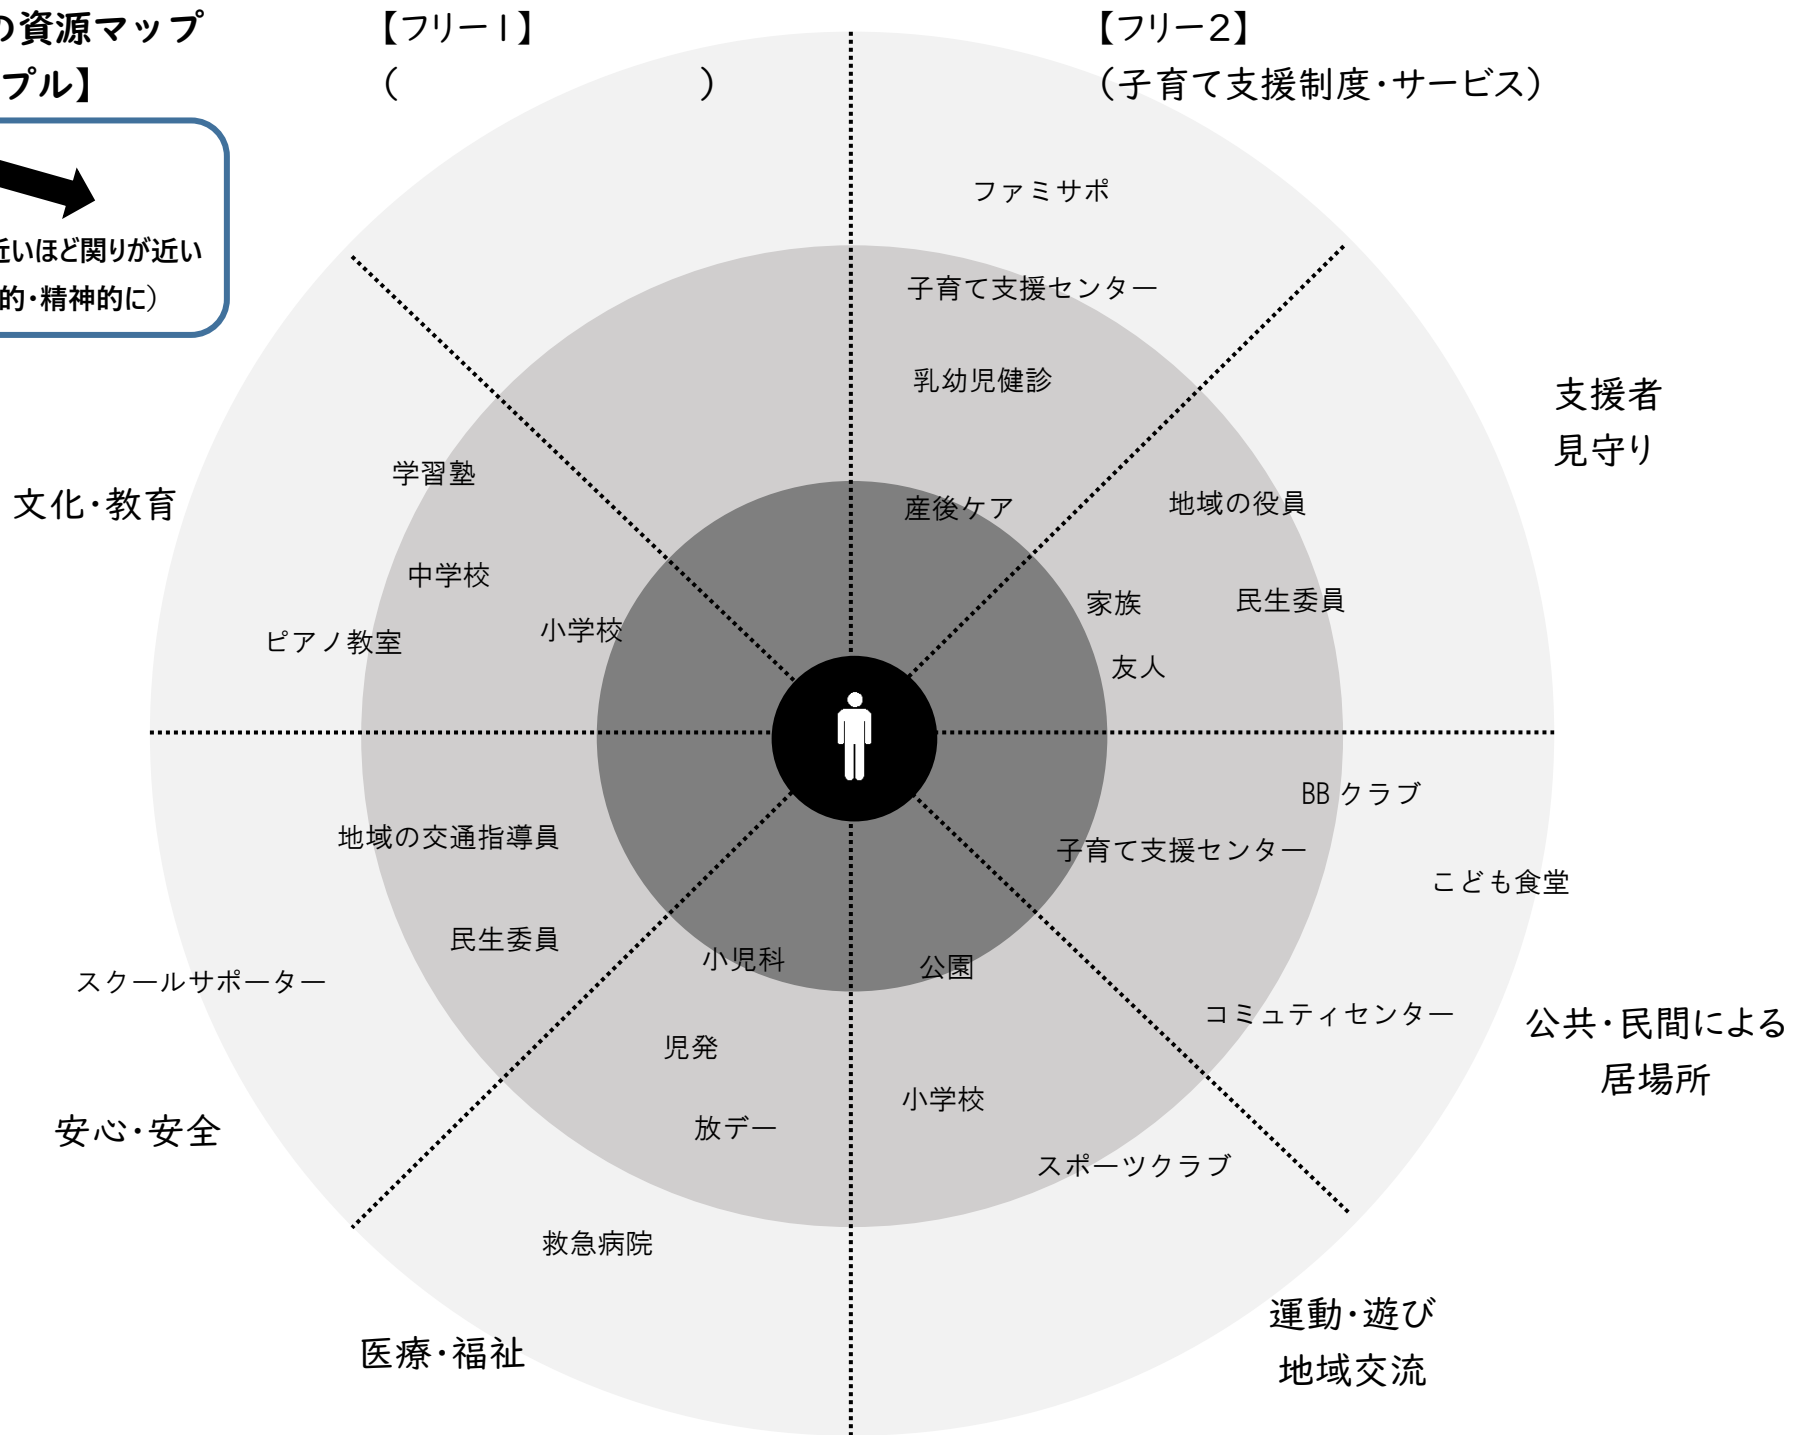 の資源マップ
プル】
近いほど関りが近い
的・精神的に）
【フリー１】
（　　　　　　　）
【フリー２】
（子育て支援制度・サービス）
ファミサポ
子育て支援センター
乳幼児健診
産後ケア
支援者
見守り
地域の役員
家族
民生委員
友人
文化・教育
学習塾
中学校
小学校
ピアノ教室
BBクラブ
子育て支援センター
こども食堂
コミュティセンター
公共・民間による
居場所
地域の交通指導員
民生委員
スクールサポーター
安心・安全
小児科
児発
放デー
救急病院
医療・福祉
公園
小学校
スポーツクラブ
運動・遊び
地域交流